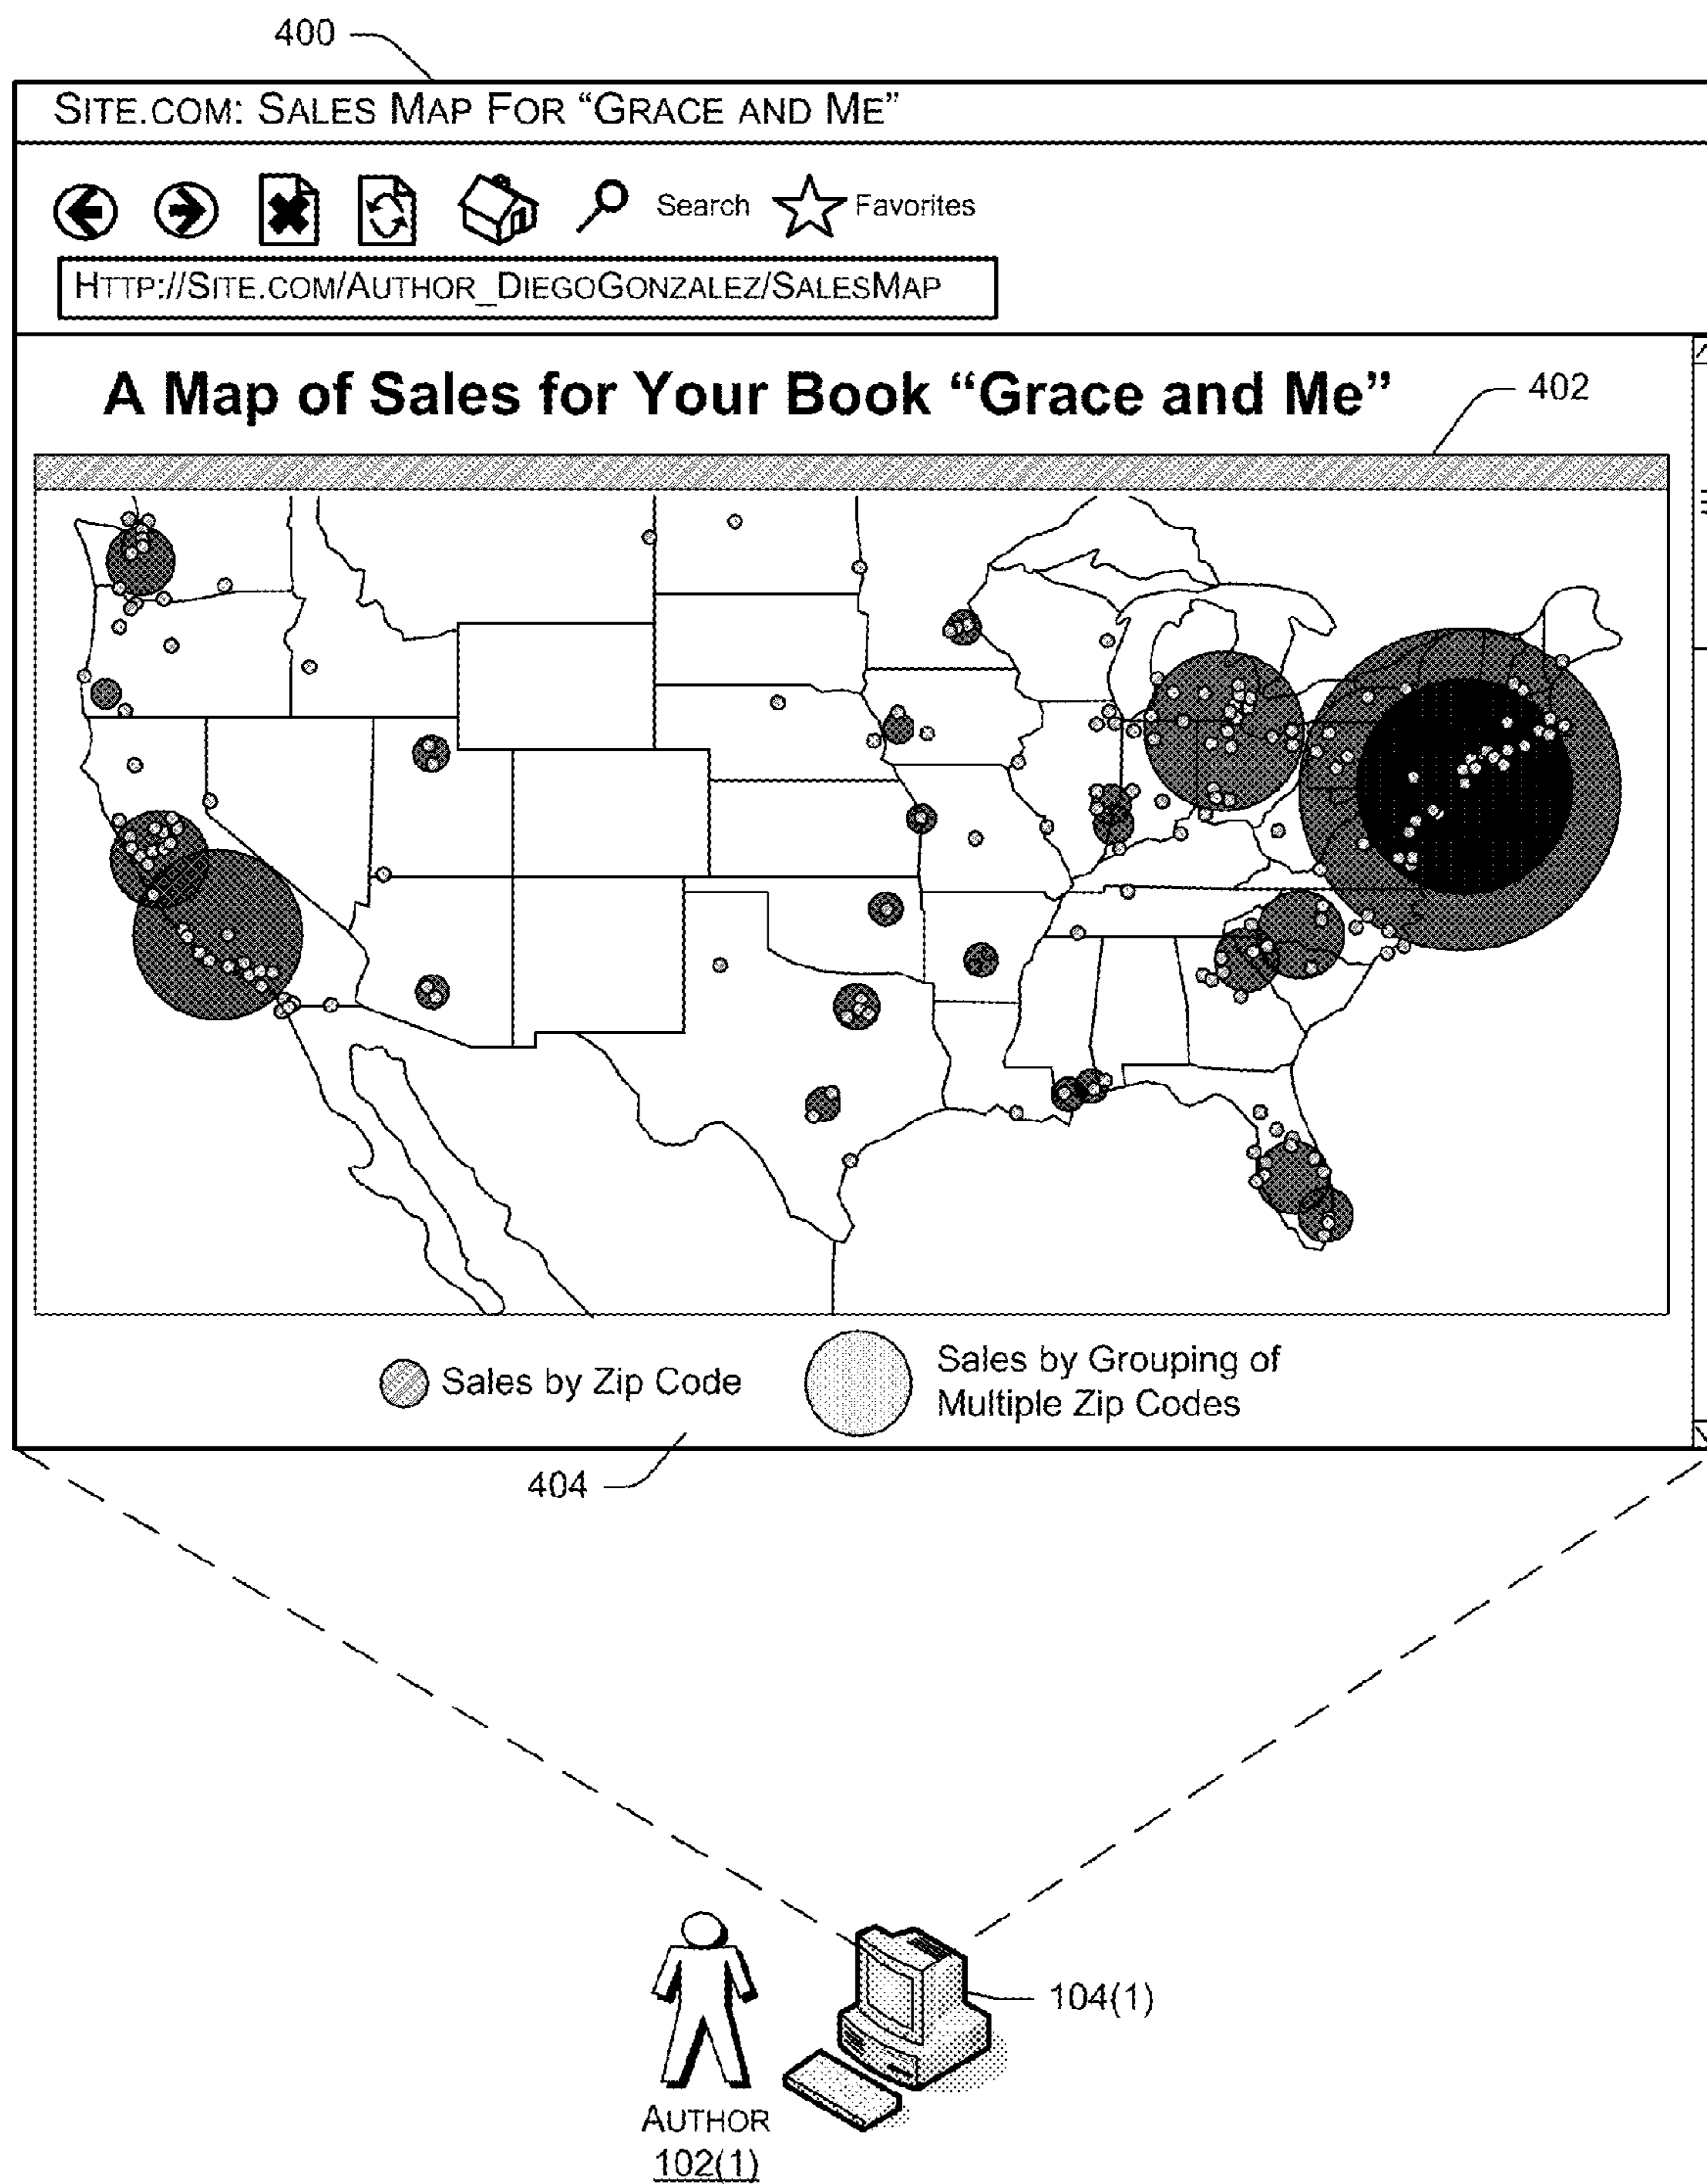 400
SITE.COM: SALES MAP FOR “GRACE AND ME”
Search Favorites
HTTP://SITE.COM/AUTHOR_DIEGOGONZALEZ/SALESMAP
A Map of Sales for Your Book “Grace and Me”
402
Sales by Zip Code
Sales by Grouping of
Multiple Zip Codes
404
104(1)
AUTHOR
102(1)